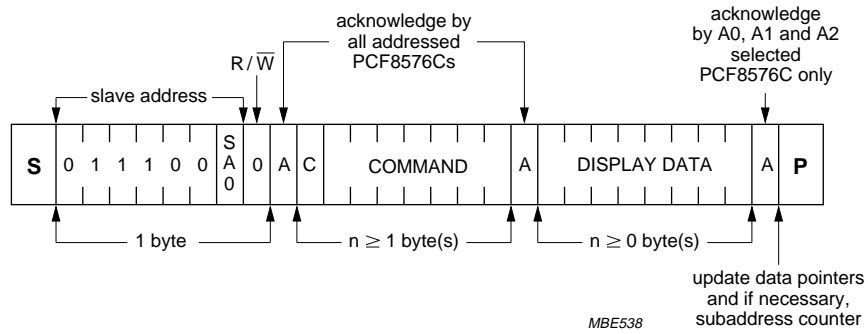 acknowledge by
all addressed
PCF8576Cs
acknowledge
by A0, A1 and A2
selected
PCF8576C only
R / W̅
slave address
S 0 1 1 1 0 0 S A 0 0 A C COMMAND A DISPLAY DATA A P
1 byte
n ≥ 1 byte(s)
n ≥ 0 byte(s)
update data pointers
and if necessary,
subaddress counter
MBE538